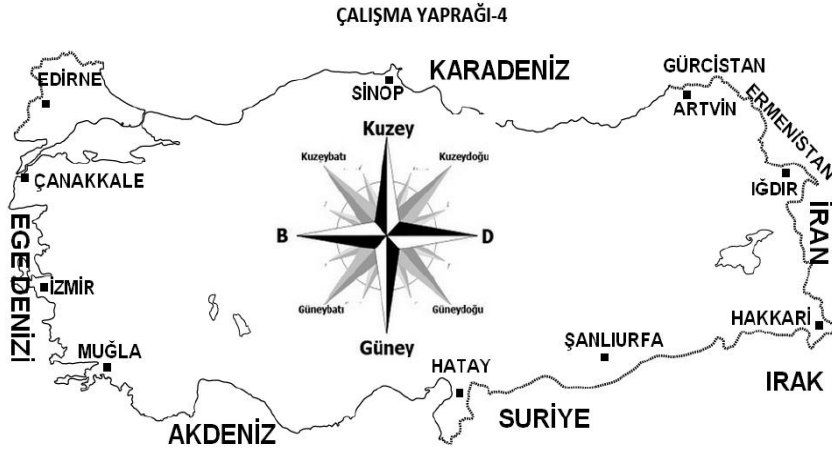 ÇALIŞMA YAPRAĞI-4
EDİRNE
SİNOP
KARADENİZ
GÜRCİSTAN
ARTVİN
ERMENİSTAN
Kuzey
Kuzeybatı
Kuzeydoğu
ÇANAKKALE
IĞDIR
İRAN
EGE DENİZİ
B
D
İZMİR
Güneybatı
Güneydoğu
Güney
HAKKARİ
MUĞLA
HATAY
ŞANLIURFA
IRAK
SURİYE
AKDENİZ